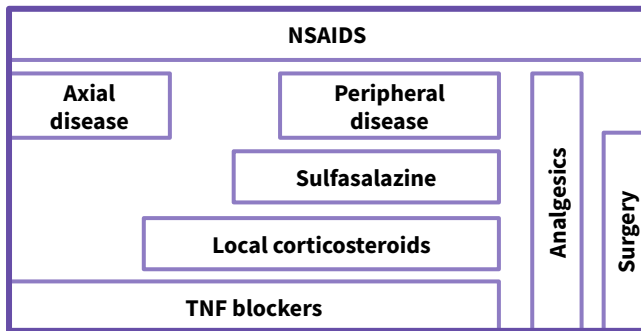 NSAIDS
Axial
disease
Peripheral
disease
Sulfasalazine
Local corticosteroids
TNF blockers
Analgesics
Surgery